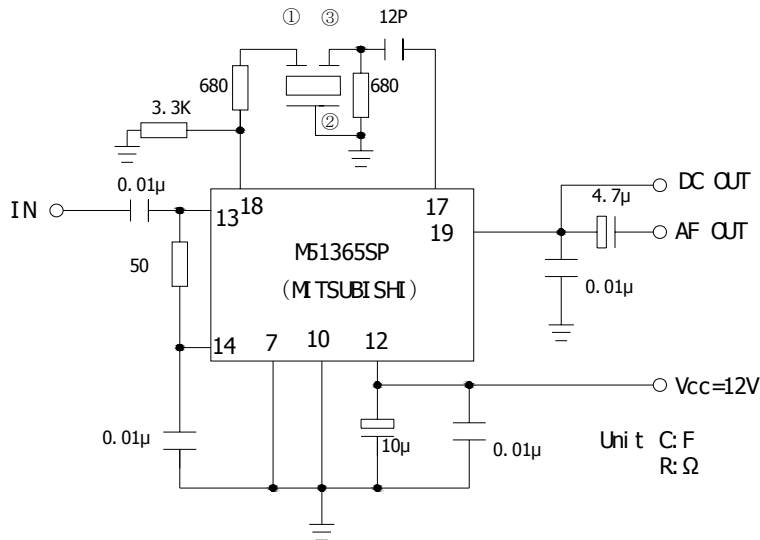 ① ③ 12P
680 680
3.3K
②
0.01µ
IN
13 18 17
19
DC OUT
4.7µ
AF OUT
50
M51365SP
(MITSUBISHI)
0.01µ
14 7 10 12
Vcc=12V
0.01µ 10µ 0.01µ
Unit C:F
R:Ω